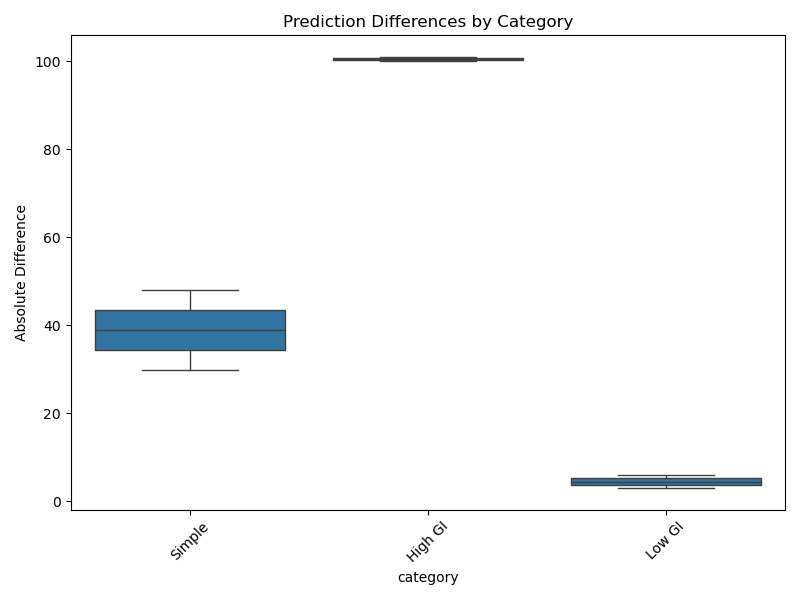 Prediction Differences by Category
Absolute Difference
100
80
60
40
20
0
Simple
High GI
Low GI
category